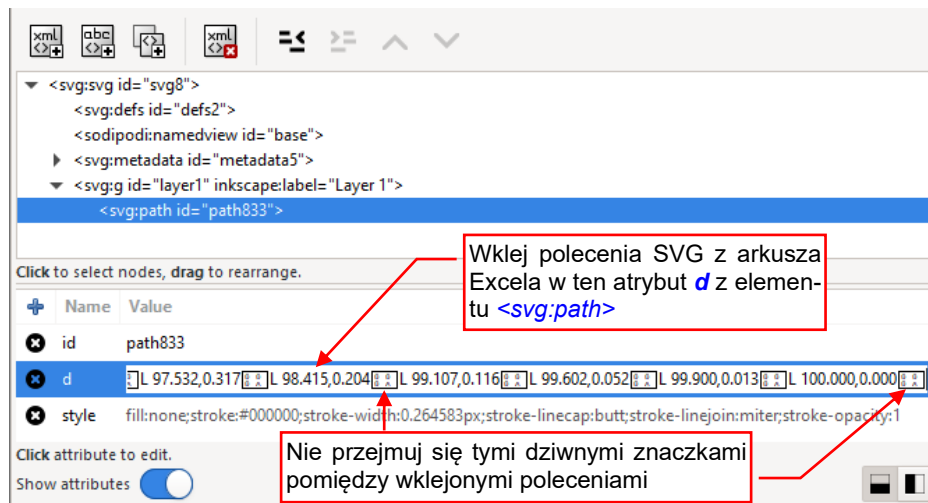 xml
abc
xml
<svg:svg id="svg8">
<svg:defs id="defs2">
<sodipodi:namedview id="base">
<svg:metadata id="metadata5">
<svg:g id="layer1" inkscape:label="Layer 1">
<svg:path id="path833">
Wklej polecenia SVG z arkusza
Excela w ten atrybut d z elemen-
tu <svg:path>
Click to select nodes, drag to rearrange.
Name Value
id path833
d L 97.532,0.317 L 98.415,0.204 L 99.107,0.116 L 99.602,0.052 L 99.900,0.013 L 100.000,0.000
style fill:none;stroke:#000000;stroke-width:0.264583px;stroke-linecap:butt;stroke-linejoin:miter;stroke-opacity:1
Nie przejmuj się tymi dziwnymi znaczkami
pomiędzy wklejonymi poleceniami
Click attribute to edit.
Show attributes